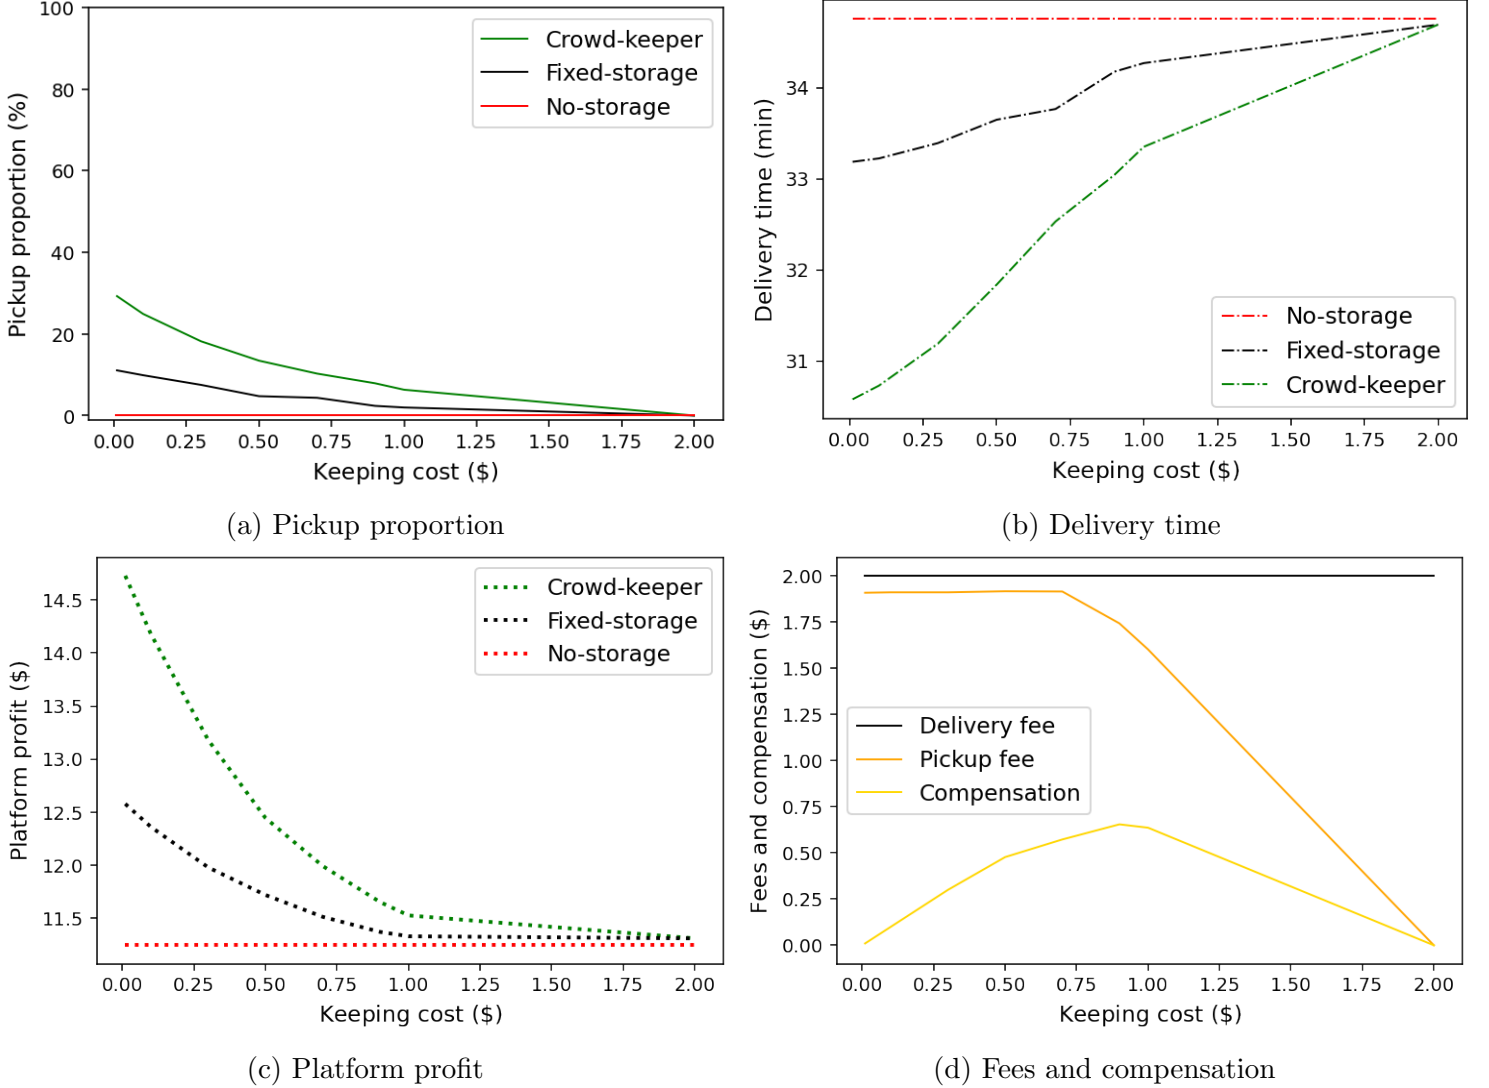 100
80
60
40
20
0
Pickup proportion (%)
Crowd-keeper
Fixed-storage
No-storage
0.00 0.25 0.50 0.75 1.00 1.25 1.50 1.75 2.00
Keeping cost ($)
(a) Pickup proportion
34
33
32
31
Delivery time (min)
No-storage
Fixed-storage
Crowd-keeper
0.00 0.25 0.50 0.75 1.00 1.25 1.50 1.75 2.00
Keeping cost ($)
(b) Delivery time
14.5
14.0
13.5
13.0
12.5
12.0
11.5
Platform profit ($)
Crowd-keeper
Fixed-storage
No-storage
0.00 0.25 0.50 0.75 1.00 1.25 1.50 1.75 2.00
Keeping cost ($)
(c) Platform profit
2.00
1.75
1.50
1.25
1.00
0.75
0.50
0.25
0.00
Fees and compensation ($)
Delivery fee
Pickup fee
Compensation
0.00 0.25 0.50 0.75 1.00 1.25 1.50 1.75 2.00
Keeping cost ($)
(d) Fees and compensation